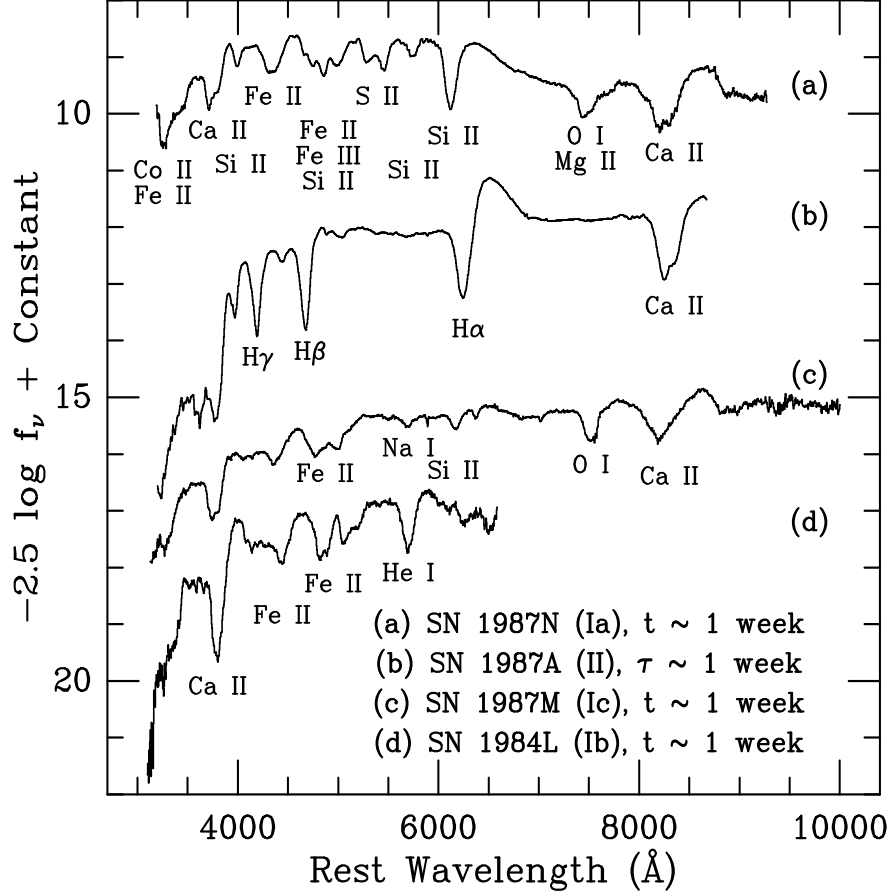 (a)
10
Fe II
S II
Ca II
Fe II
Si II
O I
Co II
Si II
Fe III
Si II
Mg II
Ca II
Fe II
Si II
(b)
Ca II
Hγ
Hβ
Hα
(c)
15
Fe II
Na I
Si II
O I
Ca II
(d)
Fe II
He I
Fe II
Ca II
20
(a) SN 1987N (Ia), t ~ 1 week
(b) SN 1987A (II), τ ~ 1 week
(c) SN 1987M (Ic), t ~ 1 week
(d) SN 1984L (Ib), t ~ 1 week
−2.5 log fν + Constant
4000
6000
8000
10000
Rest Wavelength (Å)